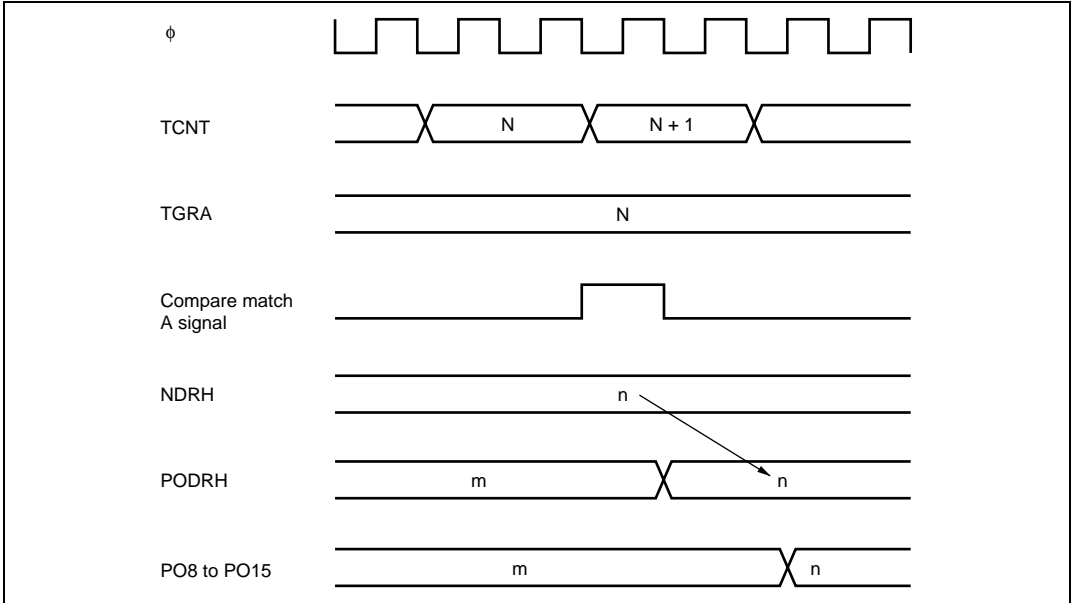 ϕ
TCNT
N
N + 1
TGRA
N
Compare match
A signal
NDRH
n
PODRH
m
n
PO8 to PO15
m
n